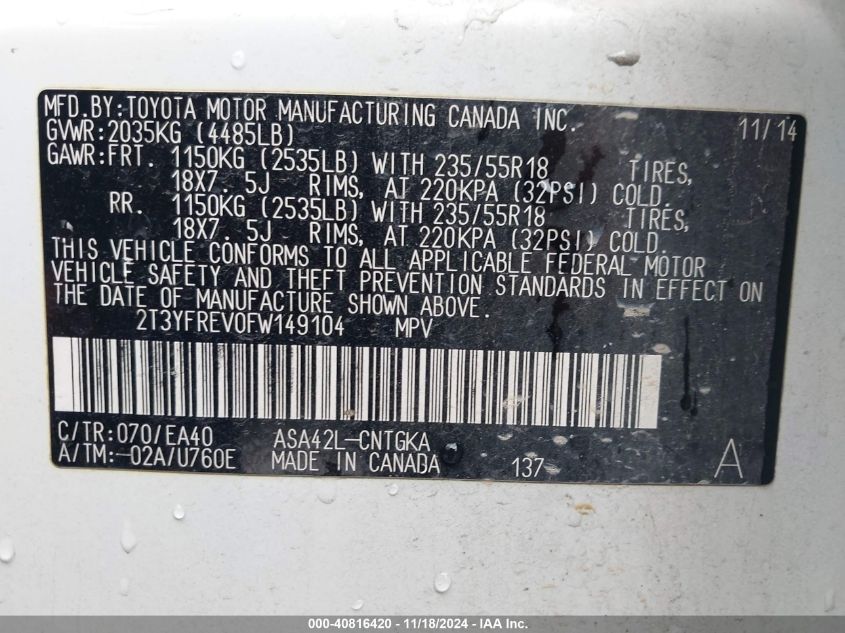 MFD.BY:TOYOTA MOTOR MANUFACTURING CANADA INC. 11/14
GVWR:2035KG (4485LB)
GAWR:FRT. 1150KG (2535LB) WITH 235/55R18 TIRES,
18X7.5J RIMS, AT 220KPA (32PSI) COLD.
RR. 1150KG (2535LB) WITH 235/55R18 TIRES,
18X7.5J RIMS, AT 220KPA (32PSI) COLD.
THIS VEHICLE CONFORMS TO ALL APPLICABLE FEDERAL MOTOR
VEHICLE SAFETY AND THEFT PREVENTION STANDARDS IN EFFECT ON
THE DATE OF MANUFACTURE SHOWN ABOVE.
2T3YFREV0FW149104 MPV
C/TR:070/EA40 ASA42L-CNTGKA
A/TM:-02A/U760E MADE IN CANADA 137 A
000-40816420 - 11/18/2024 - IAA Inc.